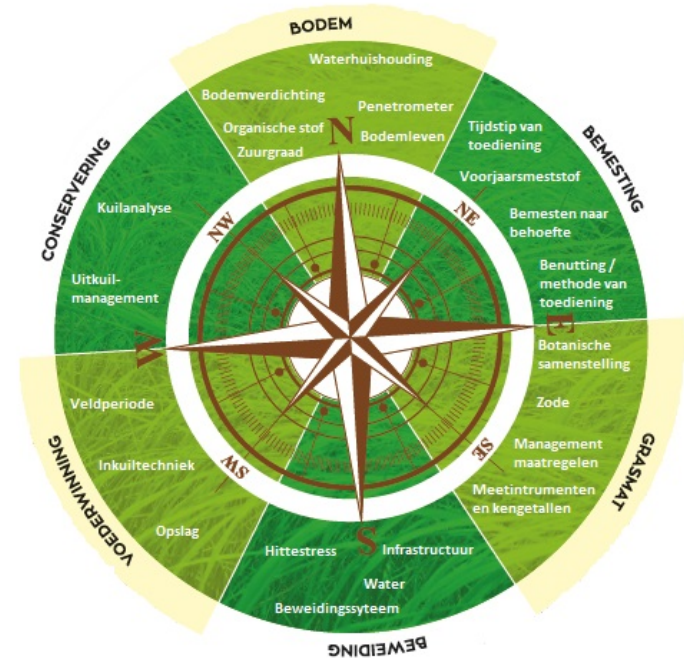 BODEM
Waterhuishouding
Bodemverdichting
Penetrometer
Organische stof
Bodemleven
Zuurgraad
BEMESTING
Tijdstip van
toediening
Voorjaarsmeststof
Bemesten naar
behoefte
Benutting /
methode van
toediening
GRASMAT
Botanische
samenstelling
Zode
Management
maatregelen
Meetintrumenten
en kengetallen
BEWEIDING
Hittestress
Infrastructuur
Water
Beweidingssyteem
VOEDERWINNING
Veldperiode
Inkuiltechniek
Opslag
CONSERVERING
Kuilanalyse
Uitkuil-
management
N
NE
E
SE
S
SW
W
NW